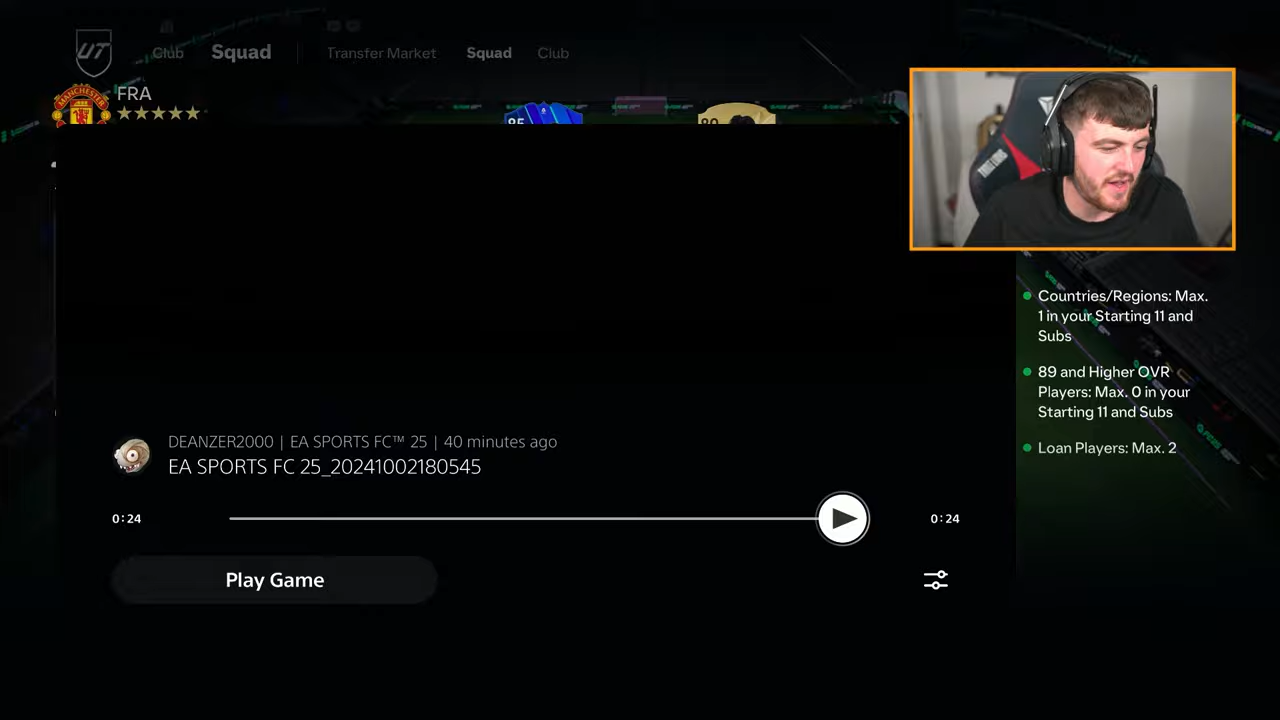 UT
Club Squad Transfer Market Squad Club
MANCHESTER
FRA
85 89
Countries/Regions: Max.
1 in your Starting 11 and
Subs
89 and Higher OVR
Players: Max. 0 in your
Starting 11 and Subs
Loan Players: Max. 2
DEANZER2000 | EA SPORTS FC™ 25 | 40 minutes ago
EA SPORTS FC 25_20241002180545
0:24 0:24
Play Game